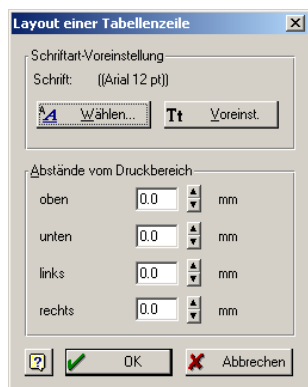 Layout einer Tabellenzeile
Schriftart-Voreinstellung
Schrift: ((Arial 12 pt))
Wählen... Tt Voreinst.
Abstände vom Druckbereich
oben 0.0 mm
unten 0.0 mm
links 0.0 mm
rechts 0.0 mm
? OK Abbrechen